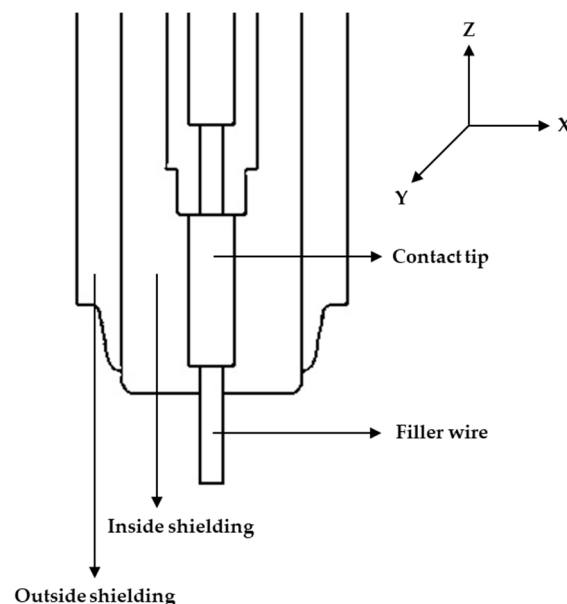 Z
X
Y
Contact tip
Filler wire
Inside shielding
Outside shielding